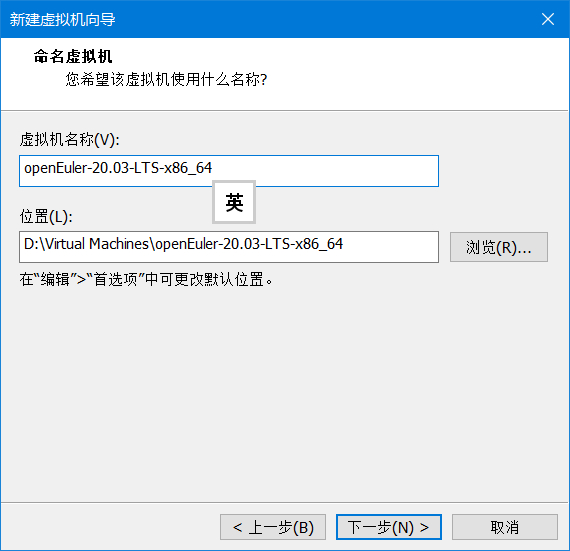 新建虚拟机向导
命名虚拟机
您希望该虚拟机使用什么名称?
虚拟机名称(V):
openEuler-20.03-LTS-x86_64
英
位置(L):
D:\Virtual Machines\openEuler-20.03-LTS-x86_64
浏览(R)...
在“编辑”>“首选项”中可更改默认位置。
< 上一步(B)
下一步(N) >
取消